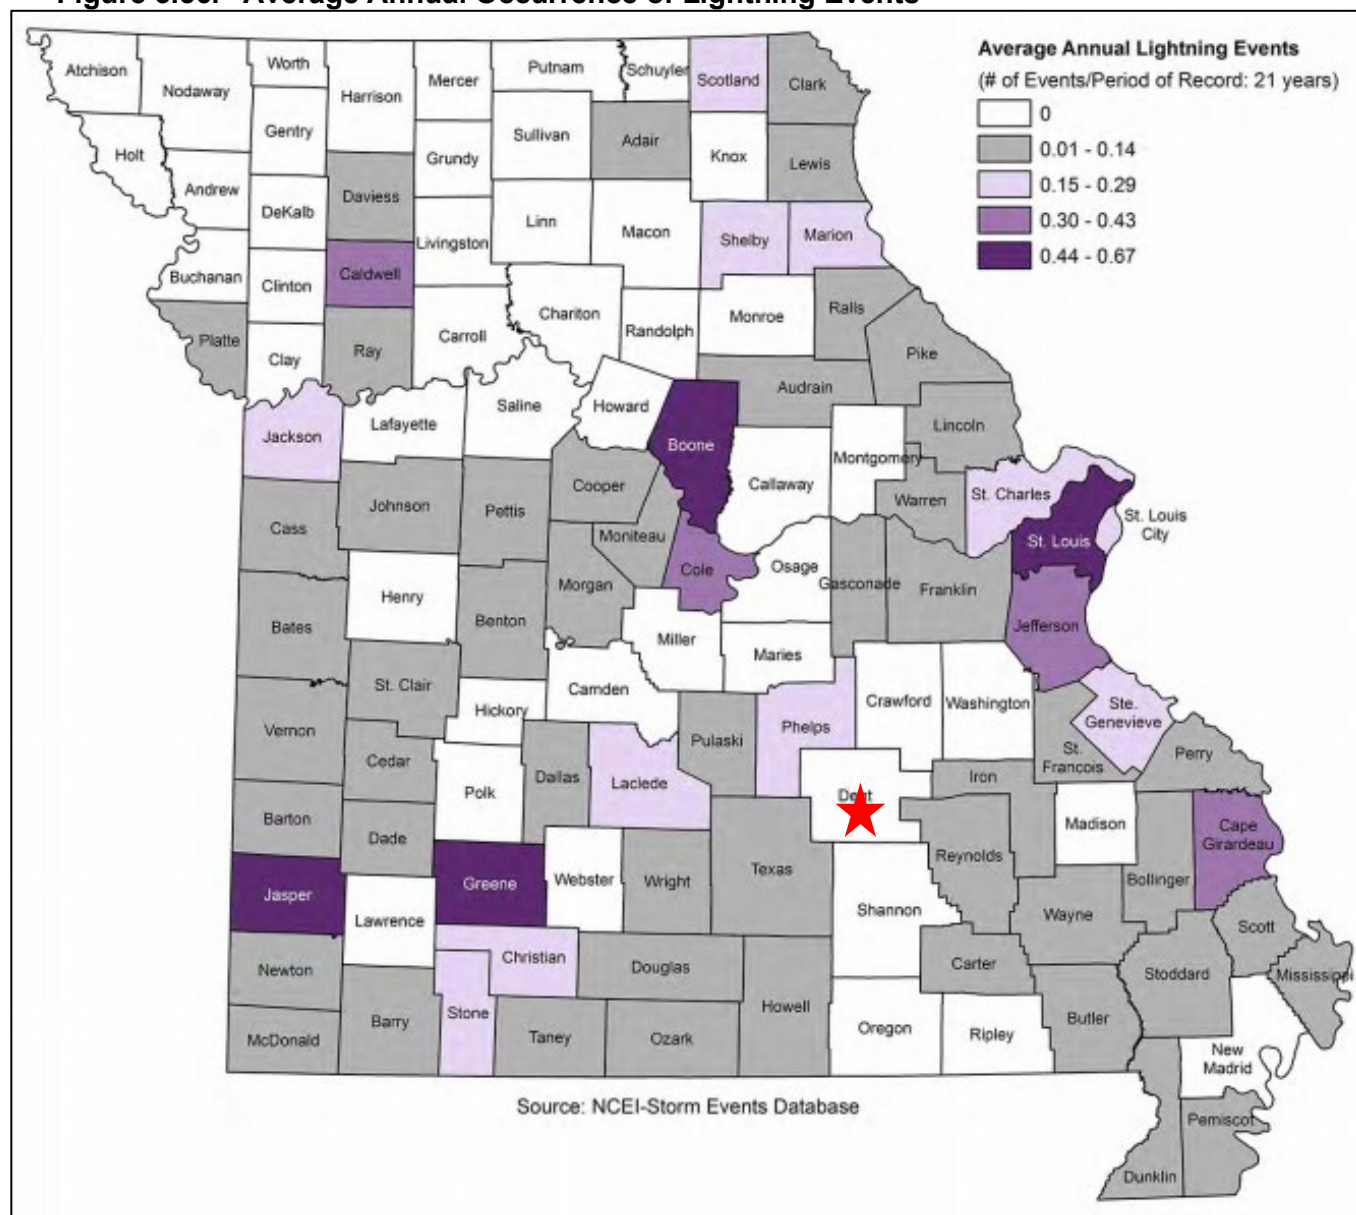 Average Annual Occurrence of Lightning Events
Average Annual Lightning Events
(# of Events/Period of Record: 21 years)
0
0.01 - 0.14
0.15 - 0.29
0.30 - 0.43
0.44 - 0.67
Atchison
Nodaway
Worth
Harrison
Mercer
Putnam
Schuyler
Scotland
Clark
Holt
Gentry
Grundy
Sullivan
Adair
Knox
Lewis
Andrew
DeKalb
Daviess
Livingston
Linn
Macon
Shelby
Marion
Buchanan
Clinton
Caldwell
Chariton
Randolph
Monroe
Ralls
Platte
Clay
Ray
Carroll
Pike
Audrain
Jackson
Lafayette
Saline
Howard
Boone
Callaway
Montgomery
Lincoln
Cass
Johnson
Pettis
Cooper
Moniteau
Warren
St. Charles
St. Louis
St. Louis
City
Bates
Henry
Benton
Morgan
Cole
Osage
Gasconade
Franklin
Jefferson
Miller
Maries
Vernon
St. Clair
Hickory
Camden
Pulaski
Phelps
Crawford
Washington
Ste.
Genevieve
St.
Francois
Perry
Cedar
Polk
Dallas
Laclede
Iron
Barton
Dade
Texas
Reynolds
Madison
Cape
Girardeau
Jasper
Lawrence
Greene
Webster
Wright
Shannon
Wayne
Bollinger
Scott
Newton
Christian
Douglas
Howell
Carter
Stoddard
Mississippi
McDonald
Barry
Stone
Taney
Ozark
Oregon
Ripley
Butler
New
Madrid
Pemiscot
Dunklin
Source: NCEI-Storm Events Database